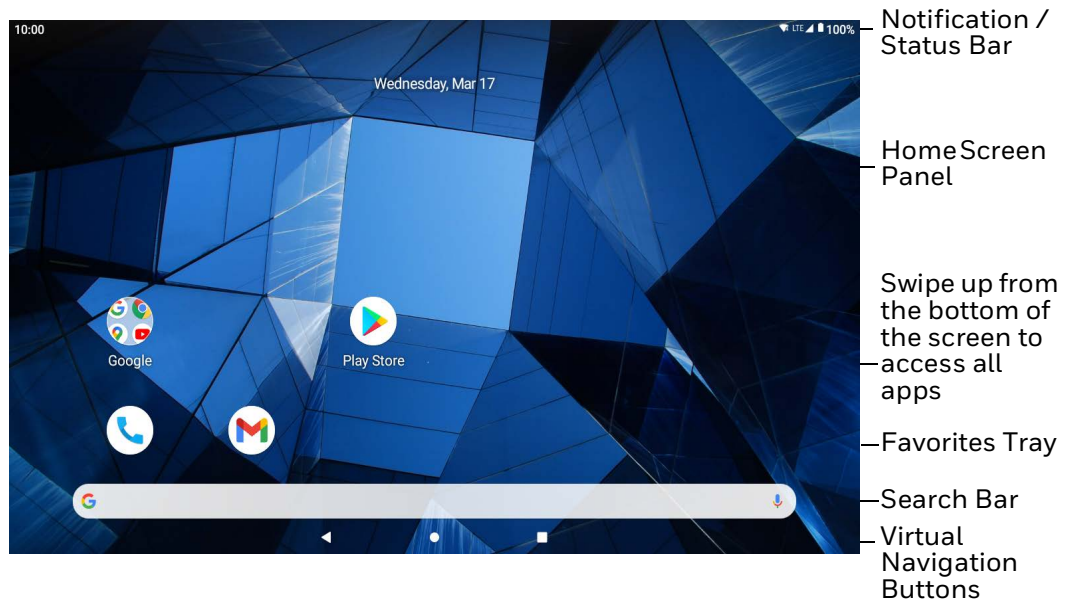 10:00
LTE 100%
Wednesday, Mar 17
Google
Play Store
Notification /
Status Bar
Home Screen
Panel
Swipe up from
the bottom of
the screen to
access all
apps
Favorites Tray
Search Bar
Virtual
Navigation
Buttons